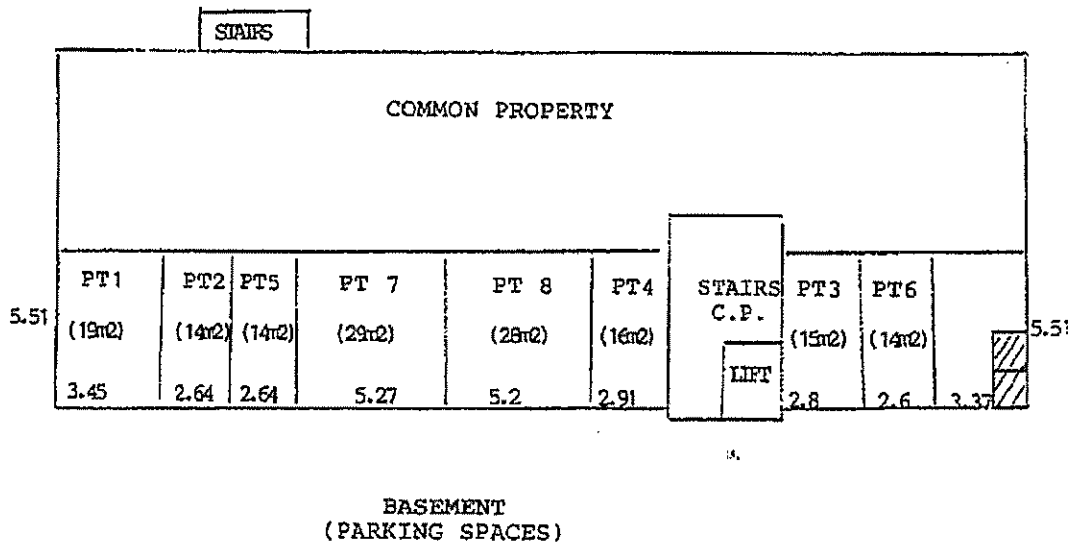 STAIRS
COMMON PROPERTY
PT1 PT2 PT5 PT 7 PT 8 PT4 STAIRS PT3 PT6
C.P.
5.51 (19m2) (14m2) (14m2) (29m2) (28m2) (16m2) (15m2) (14m2) 5.51
LIFT
3.45 2.64 2.64 5.27 5.2 2.91 2.8 2.6 3.37
BASEMENT
(PARKING SPACES)